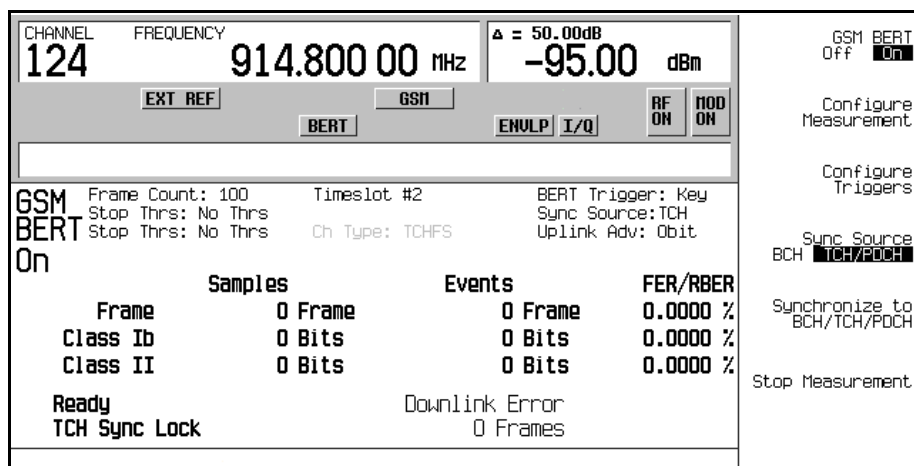 CHANNEL FREQUENCY Δ = 50.00dB
124 914.800 00 MHz -95.00 dBm
EXT REF GSM RF ON MOD ON
BERT ENVLP I/Q
GSM BERT On
Frame Count: 100 Timeslot #2 BERT Trigger: Key
Stop Thrs: No Thrs Sync Source:TCH
Stop Thrs: No Thrs Ch Type: TCHFS Uplink Adv: 0bit
Samples Events FER/RBER
Frame 0 Frame 0 Frame 0.0000 %
Class Ib 0 Bits 0 Bits 0.0000 %
Class II 0 Bits 0 Bits 0.0000 %
Ready Downlink Error
TCH Sync Lock 0 Frames
GSM BERT
Off On
Configure
Measurement
Configure
Triggers
Sync Source
BCH TCH/PDCH
Synchronize to
BCH/TCH/PDCH
Stop Measurement